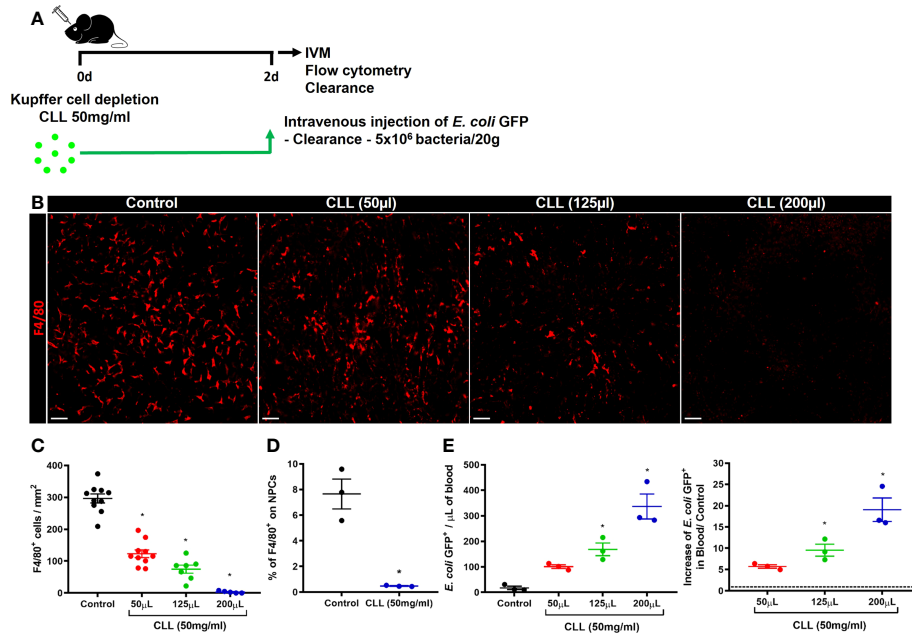 A
0d
2d
IVM
Flow cytometry
Clearance
Kupffer cell depletion
CLL 50mg/ml
Intravenous injection of E. coli GFP
- Clearance - 5x10⁶ bacteria/20g
B
Control
CLL (50µl)
CLL (125µl)
CLL (200µl)
F4/80
C
F4/80⁺ cells / mm²
400
300
200
100
0
*
*
*
Control
50µL
125µL
200µL
CLL (50mg/ml)
D
% of F4/80⁺ on NPCs
10
8
6
4
2
0
*
Control
CLL (50mg/ml)
E
E. coli GFP⁺ / µL of blood
500
400
300
200
100
0
*
*
Control
50µL
125µL
200µL
CLL (50mg/ml)
Increase of E. coli GFP⁺
in Blood/ Control
30
25
20
15
10
5
0
*
*
50µL
125µL
200µL
CLL (50mg/ml)